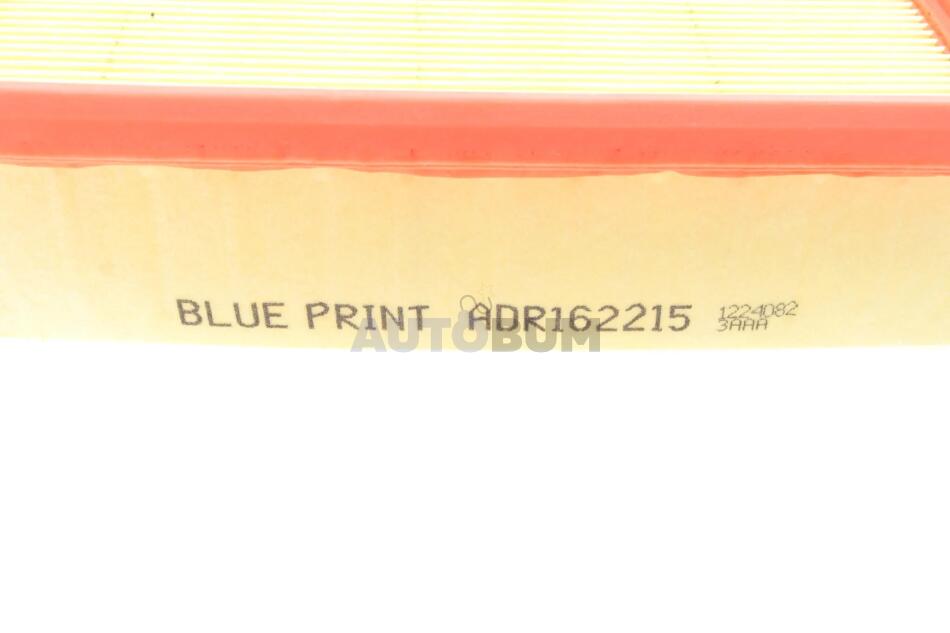 BLUE PRINT ADR162215 1224082
3AAA
AUTOBUM